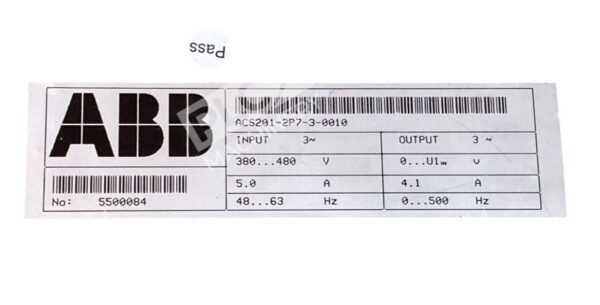 Pass
ABB
ACS201-2P7-3-0010
INPUT 3~ OUTPUT 3~
380...480 V 0...U1IN U
5.0 A 4.1 A
No: 5500084
48...63 Hz 0...500 Hz